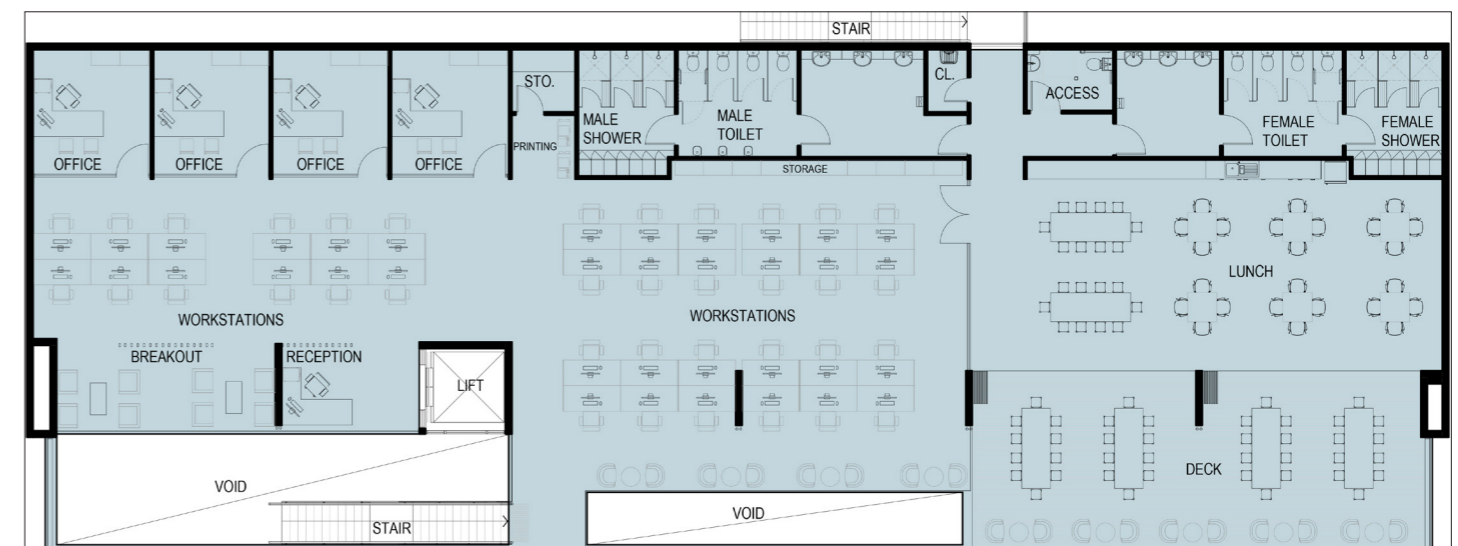 STAIR
STO.
CL.
ACCESS
MALE
SHOWER
MALE
TOILET
FEMALE
TOILET
FEMALE
SHOWER
PRINTING
OFFICE
OFFICE
OFFICE
OFFICE
STORAGE
LUNCH
WORKSTATIONS
WORKSTATIONS
BREAKOUT
RECEPTION
LIFT
DECK
VOID
VOID
STAIR